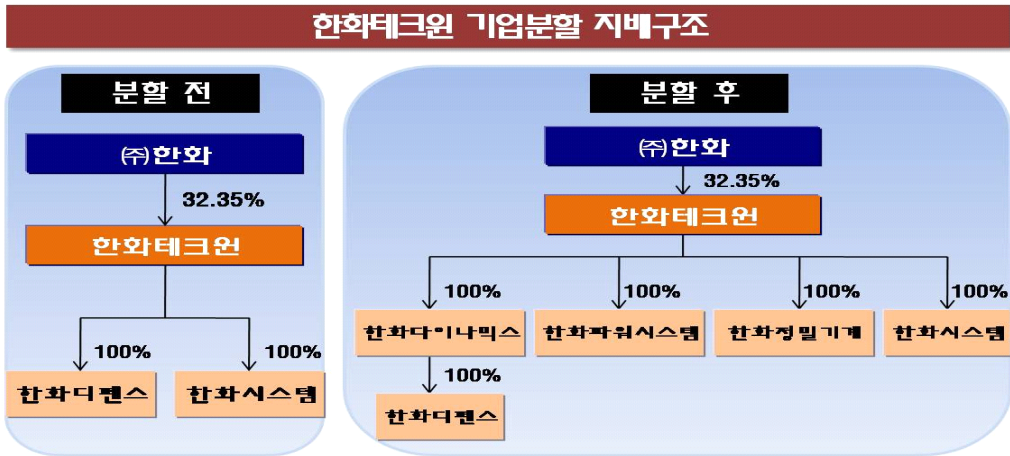 한화테크윈 기업분할 지배구조
분할 전
㈜한화
32.35%
한화테크윈
100%
100%
한화디펜스
한화시스템
분할 후
㈜한화
32.35%
한화테크윈
100%
100%
100%
100%
한화다이나믹스
한화파워시스템
한화정밀기계
한화시스템
100%
한화디펜스